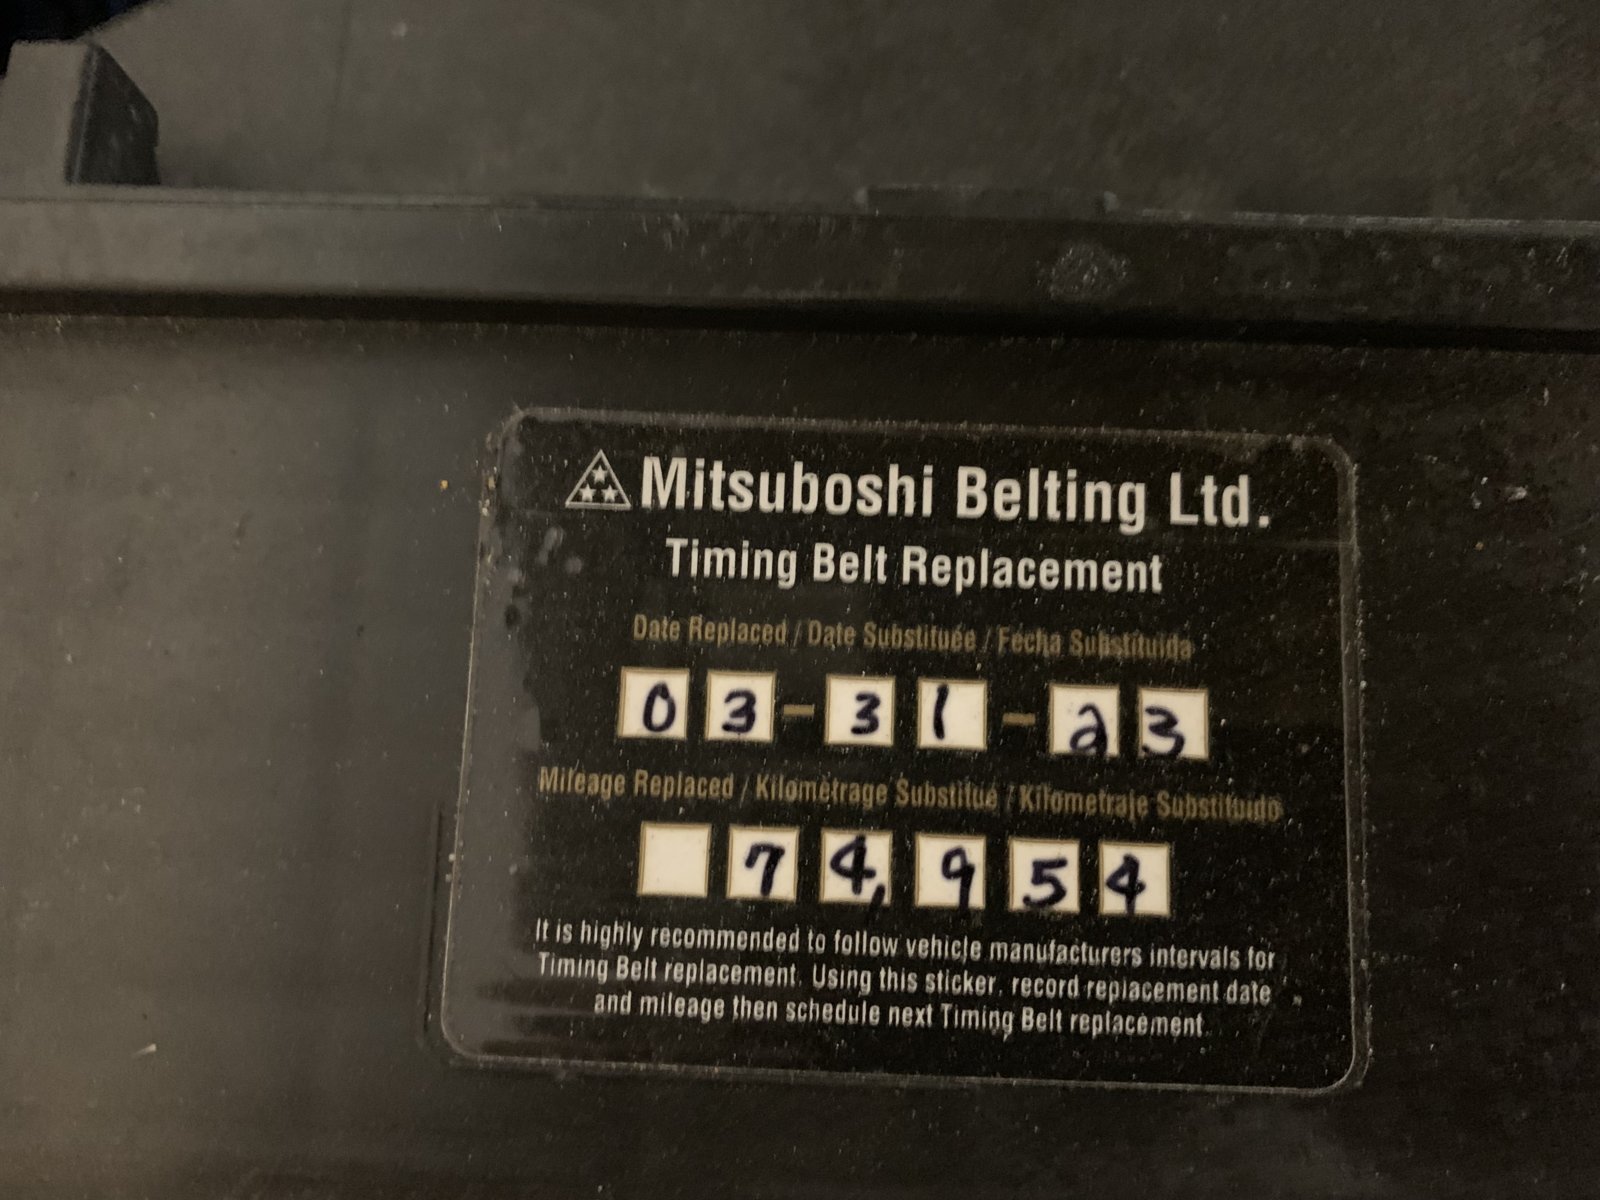 Mitsuboshi Belting Ltd.
Timing Belt Replacement
Date Replaced / Date Substituée / Fecha Substituida
03-31-23
Mileage Replaced / Kilometrage Substitué / Kilometraje Substituido
74,954
It is highly recommended to follow vehicle manufacturers intervals for
Timing Belt replacement. Using this sticker, record replacement date
and mileage then schedule next Timing Belt replacement.